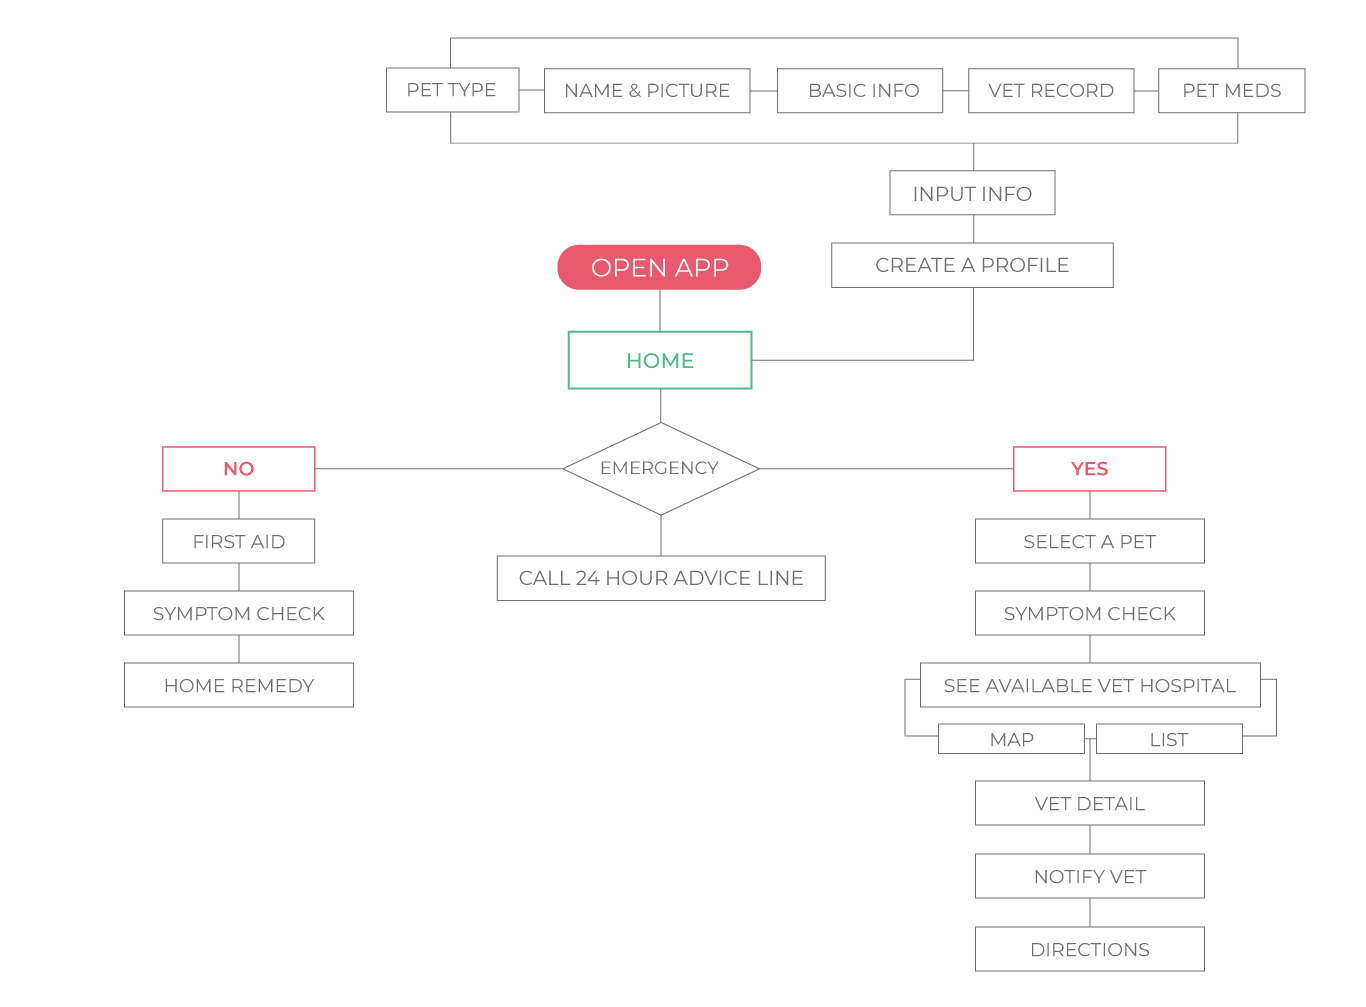 PET TYPE
NAME & PICTURE
BASIC INFO
VET RECORD
PET MEDS
INPUT INFO
CREATE A PROFILE
OPEN APP
HOME
EMERGENCY
NO
YES
FIRST AID
SYMPTOM CHECK
HOME REMEDY
CALL 24 HOUR ADVICE LINE
SELECT A PET
SYMPTOM CHECK
SEE AVAILABLE VET HOSPITAL
MAP
LIST
VET DETAIL
NOTIFY VET
DIRECTIONS